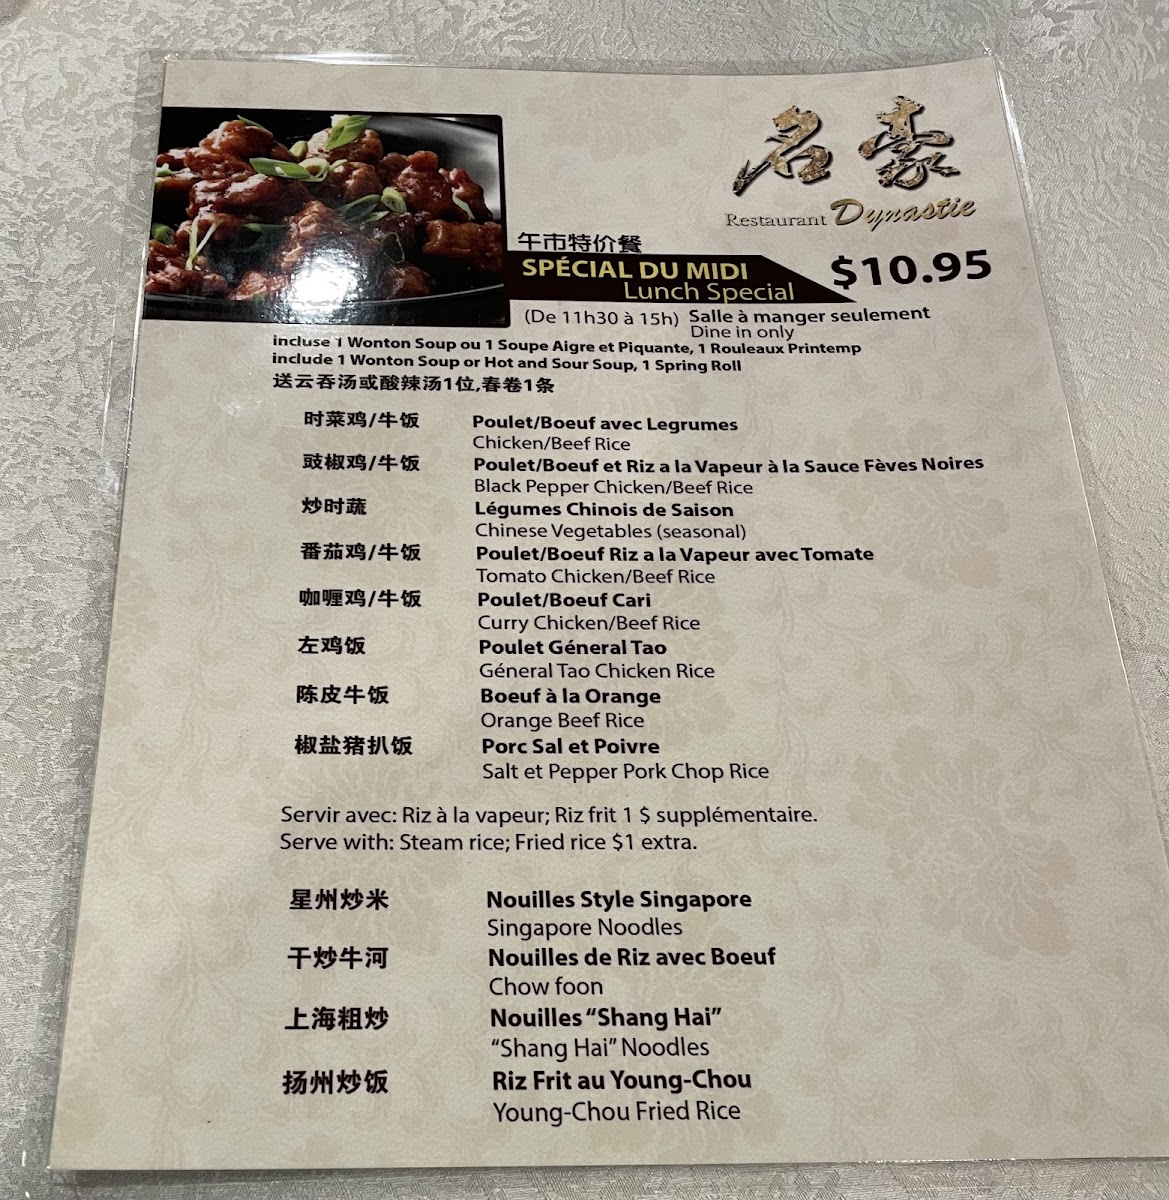 名豪
Restaurant Dynastie
午市特价餐
SPÉCIAL DU MIDI
Lunch Special
$10.95
(De 11h30 à 15h) Salle à manger seulement
Dine in only
incluse 1 Wonton Soup ou 1 Soupe Aigre et Piquante, 1 Rouleaux Printemp
include 1 Wonton Soup or Hot and Sour Soup, 1 Spring Roll
送云吞汤或酸辣汤1位,春卷1条
时菜鸡/牛饭 Poulet/Boeuf avec Legrumes
Chicken/Beef Rice
豉椒鸡/牛饭 Poulet/Boeuf et Riz a la Vapeur à la Sauce Fèves Noires
Black Pepper Chicken/Beef Rice
炒时蔬 Légumes Chinois de Saison
Chinese Vegetables (seasonal)
番茄鸡/牛饭 Poulet/Boeuf Riz a la Vapeur avec Tomate
Tomato Chicken/Beef Rice
咖喱鸡/牛饭 Poulet/Boeuf Cari
Curry Chicken/Beef Rice
左鸡饭 Poulet Géneral Tao
Géneral Tao Chicken Rice
陈皮牛饭 Boeuf à la Orange
Orange Beef Rice
椒盐猪扒饭 Porc Sal et Poivre
Salt et Pepper Pork Chop Rice
Servir avec: Riz à la vapeur; Riz frit 1 $ supplémentaire.
Serve with: Steam rice; Fried rice $1 extra.
星州炒米 Nouilles Style Singapore
Singapore Noodles
干炒牛河 Nouilles de Riz avec Boeuf
Chow foon
上海粗炒 Nouilles “Shang Hai”
“Shang Hai” Noodles
扬州炒饭 Riz Frit au Young-Chou
Young-Chou Fried Rice